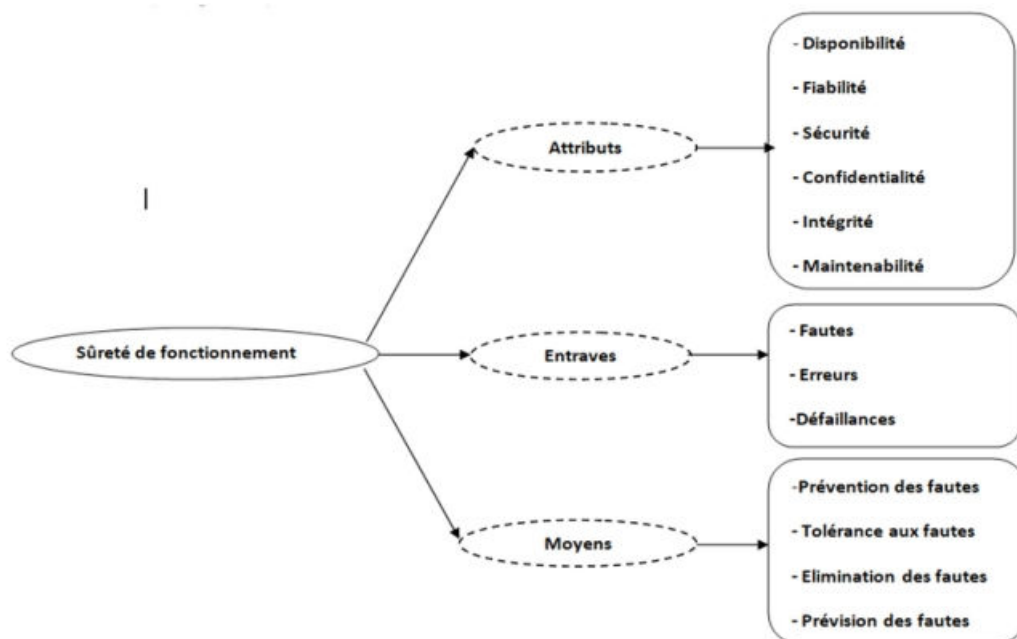 - Disponibilité
- Fiabilité
- Sécurité
Attributs
- Confidentialité
- Intégrité
- Maintenabilité
Sûreté de fonctionnement
Entraves
- Fautes
- Erreurs
-Défaillances
Moyens
-Prévention des fautes
- Tolérance aux fautes
- Elimination des fautes
- Prévision des fautes